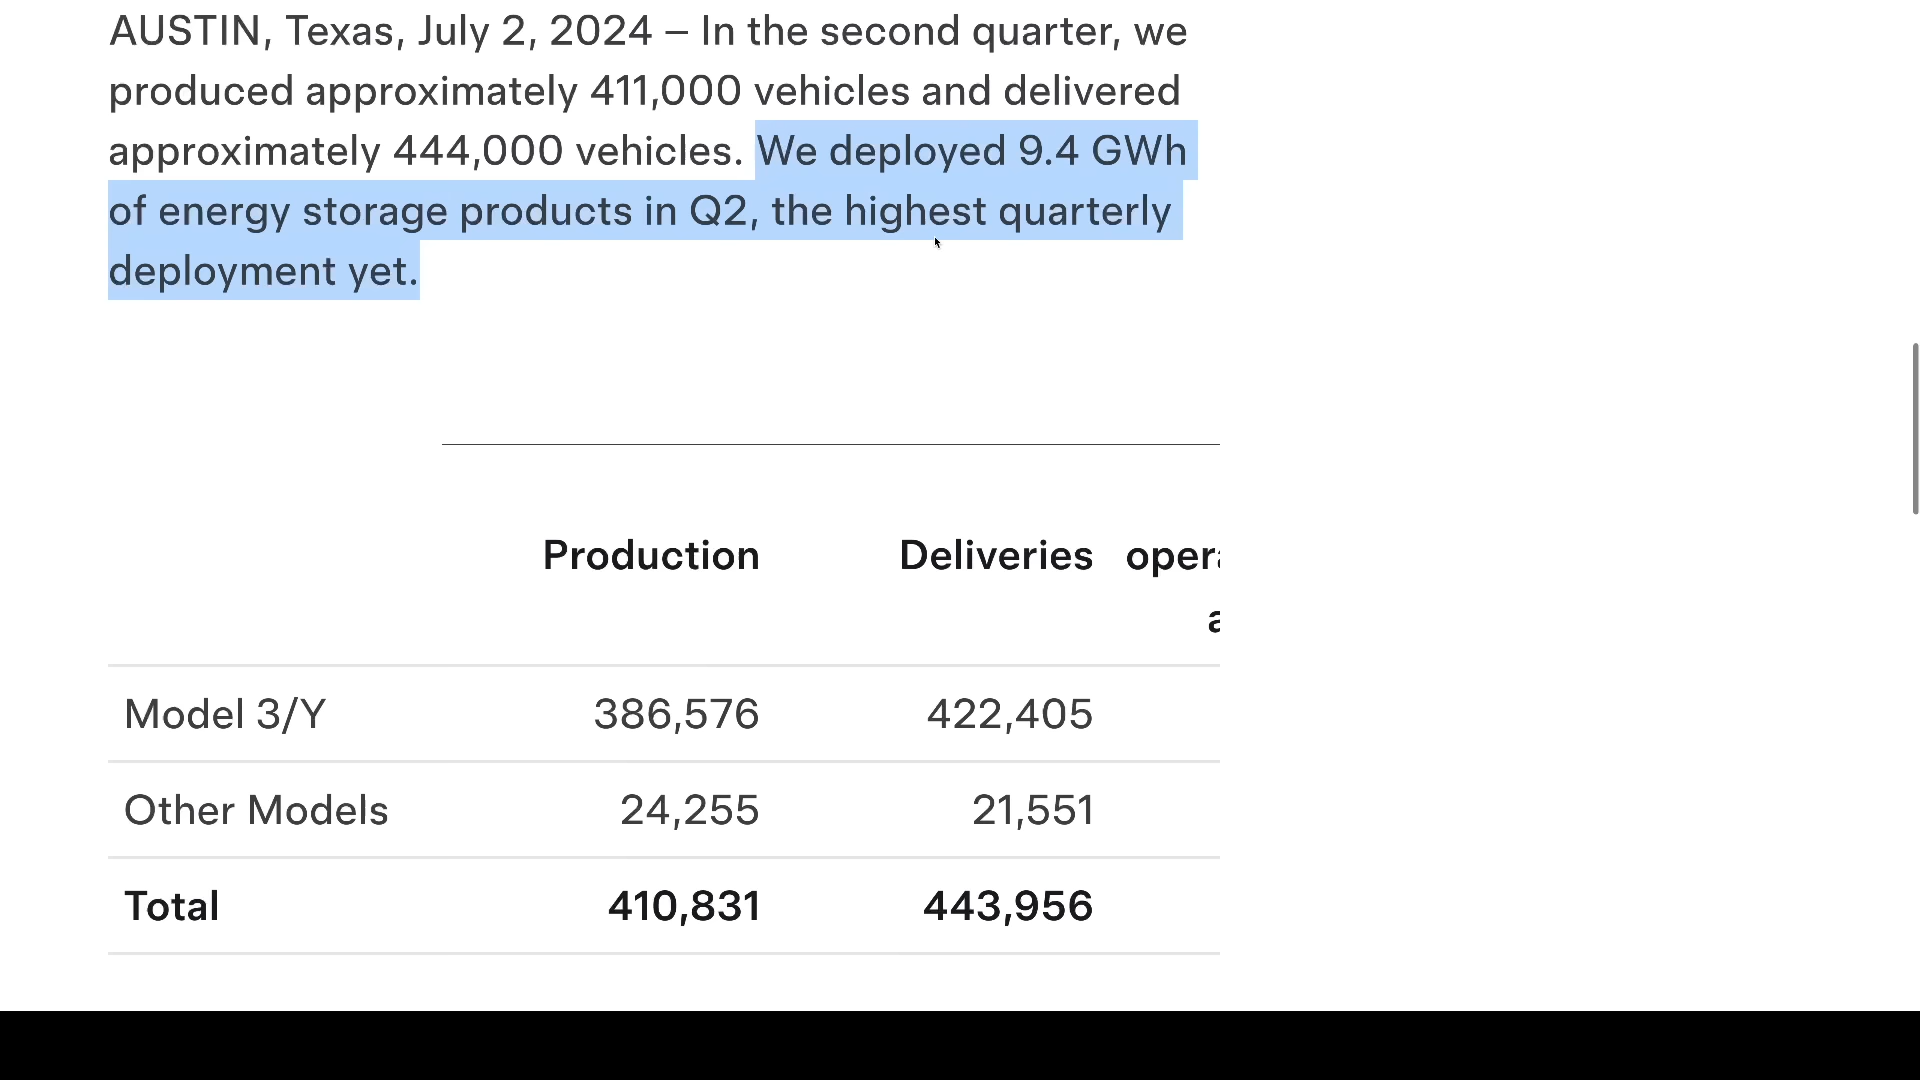 AUSTIN, Texas, July 2, 2024 – In the second quarter, we
produced approximately 411,000 vehicles and delivered
approximately 444,000 vehicles. We deployed 9.4 GWh
of energy storage products in Q2, the highest quarterly
deployment yet.
Production Deliveries
Model 3/Y 386,576 422,405
Other Models 24,255 21,551
Total 410,831 443,956